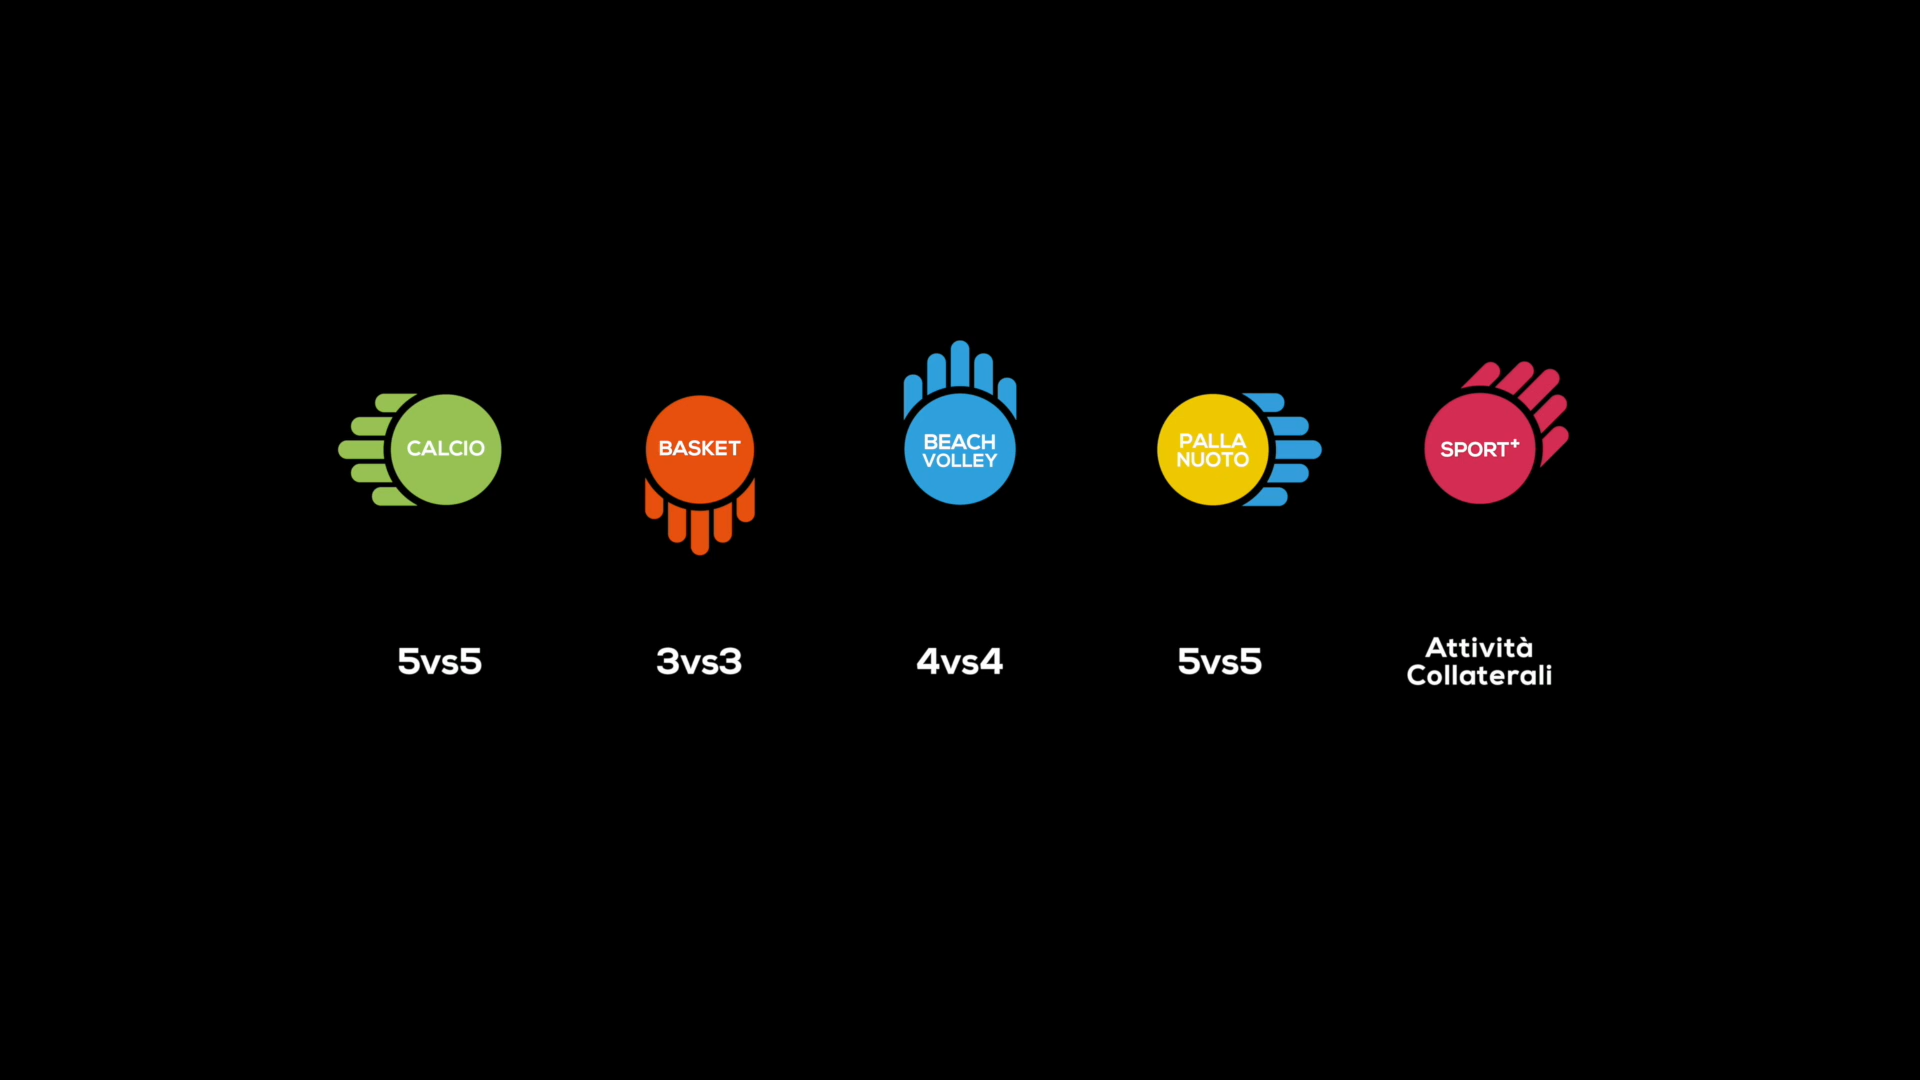 CALCIO
BASKET
BEACH
VOLLEY
PALLA
NUOTO
SPORT+
5vs5
3vs3
4vs4
5vs5
Attività
Collaterali